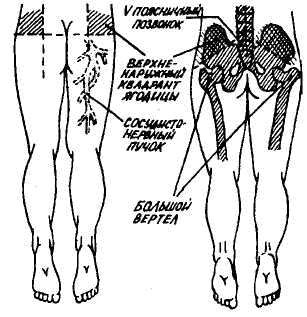 V ПОЯСНИЧНЫЙ
ПОЗВОНОК
ВЕРХНЕ-
НАРУЖНЫЙ
КВАДРАНТ
ЯГОДИЦЫ
СОСУДИСТО-
НЕРВНЫЙ
ПУЧОК
БОЛЬШОЙ
ВЕРТЕЛ